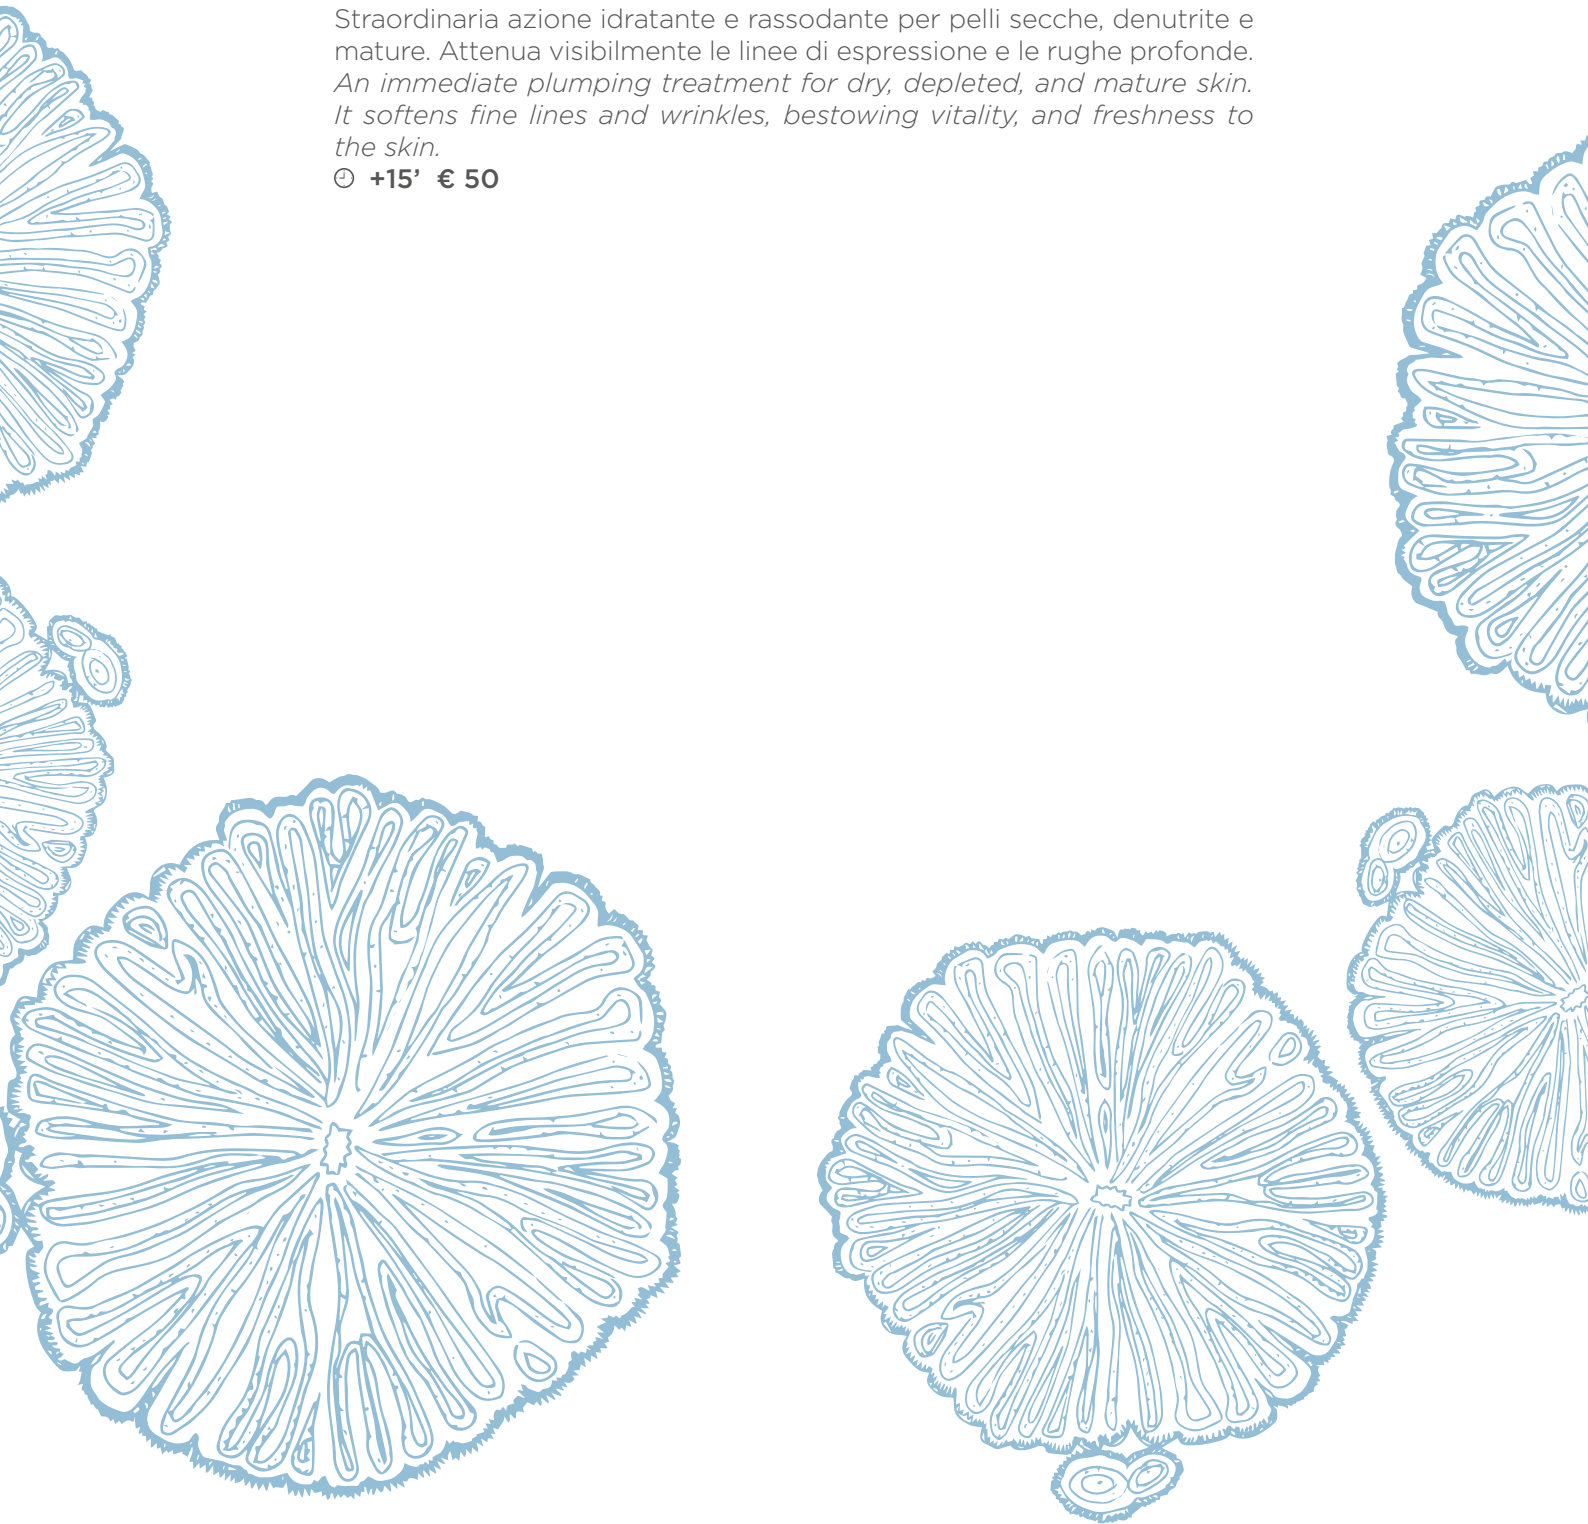 Straordinaria azione idratante e rassodante per pelli secche, denutrite e
mature. Attenua visibilmente le linee di espressione e le rughe profonde.
An immediate plumping treatment for dry, depleted, and mature skin.
It softens fine lines and wrinkles, bestowing vitality, and freshness to
the skin.
+15’ € 50